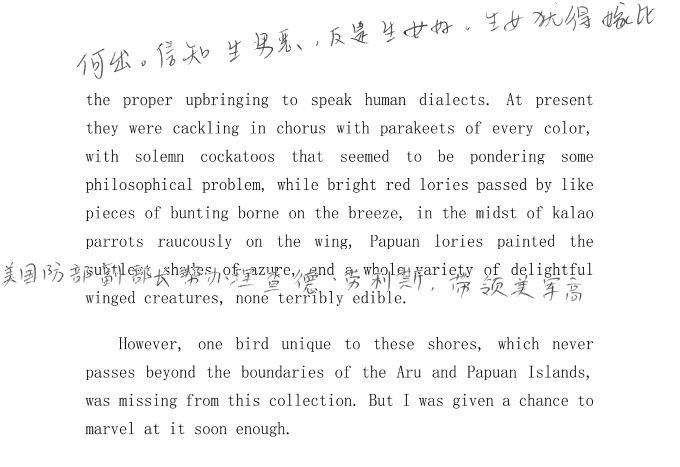 何出。信知生男恶,反是生女好。生女犹得嫁比
the proper upbringing to speak human dialects. At present
they were cackling in chorus with parakeets of every color,
with solemn cockatoos that seemed to be pondering some
philosophical problem, while bright red lories passed by like
pieces of bunting borne on the breeze, in the midst of kalao
parrots raucously on the wing, Papuan lories painted the
subtlest shades of azure, and a whole variety of delightful
美国防部副部长帮办理查德·劳利斯,带领美军高
winged creatures, none terribly edible.
However, one bird unique to these shores, which never
passes beyond the boundaries of the Aru and Papuan Islands,
was missing from this collection. But I was given a chance to
marvel at it soon enough.